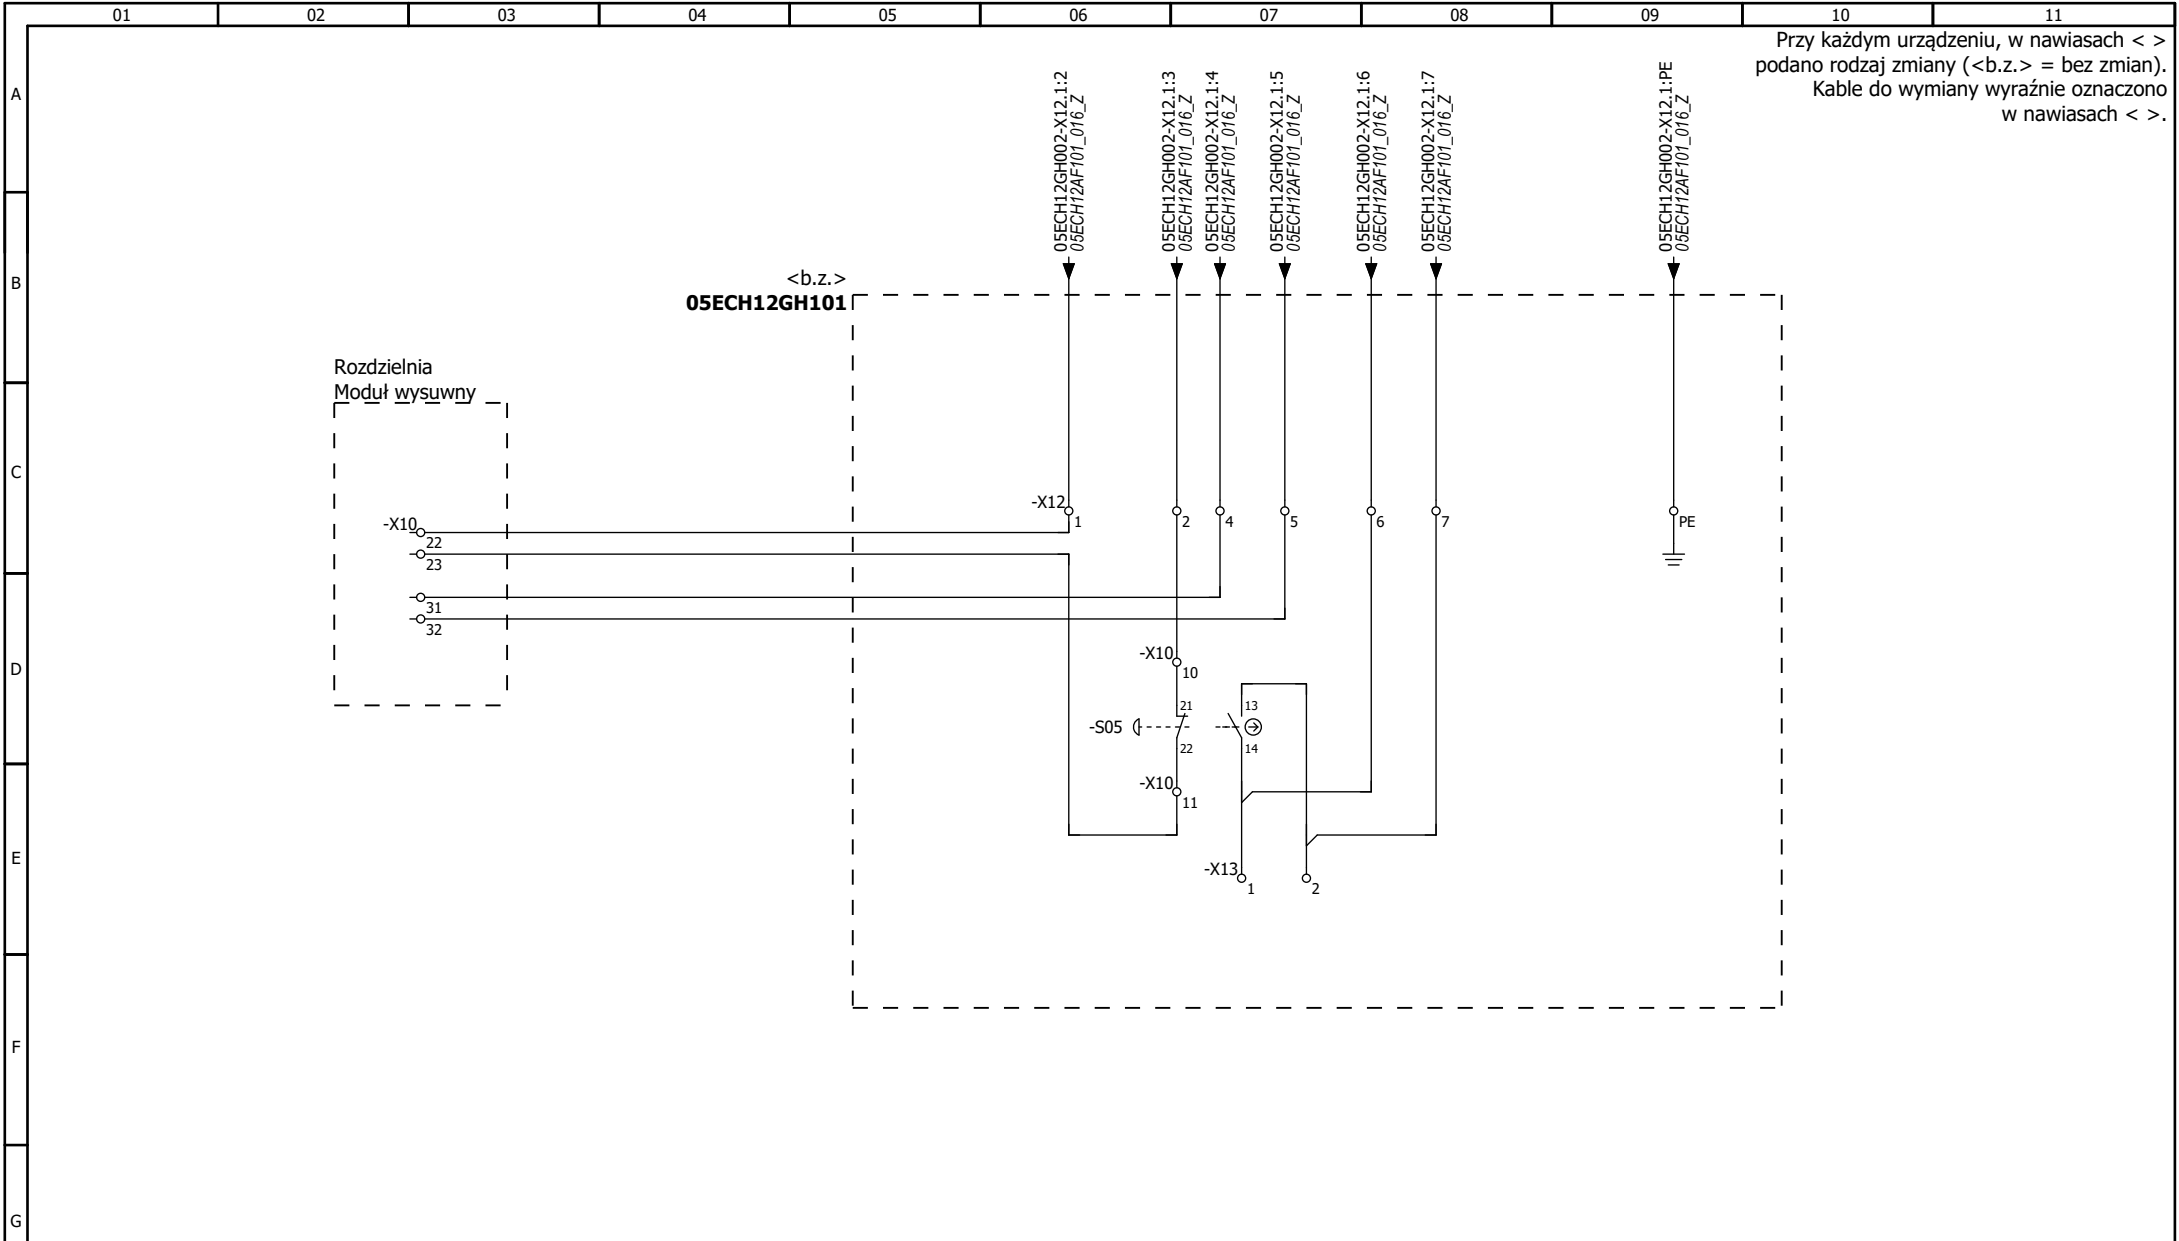 01 02 03 04 05 06 07 08 09 10 11
Przy każdym urządzeniu, w nawiasach < >
podano rodzaj zmiany (<b.z.> = bez zmian).
Kable do wymiany wyraźnie oznaczono
w nawiasach < >.
A
05ECH12GH002-X12.1:2
05ECH12AF101_016_Z
05ECH12GH002-X12.1:3
05ECH12AF101_016_Z
05ECH12GH002-X12.1:4
05ECH12AF101_016_Z
05ECH12GH002-X12.1:5
05ECH12AF101_016_Z
05ECH12GH002-X12.1:6
05ECH12AF101_016_Z
05ECH12GH002-X12.1:7
05ECH12AF101_016_Z
05ECH12GH002-X12.1:PE
05ECH12AF101_016_Z
B
<b.z.>
05ECH12GH101
Rozdzielnia
Moduł wysuwny
C
-X12
1 2 4 5 6 7 PE
-X10
22
23
31
32
D
-X10
10
21 13
-S05
22 14
-X10
11
E
-X13
1 2
F
G